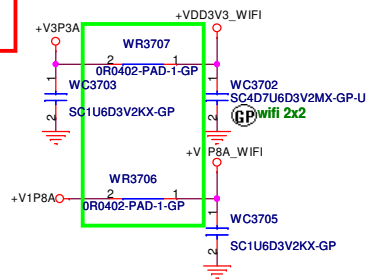 +VDD3V3_WIFI
+V3P3A
WR3707
2 1
0R0402-PAD-1-GP
1 WC3703
2
SC1U6D3V2KX-GP
1 WC3702
SC4D7U6D3V2MX-GP-U
2
GP wifi 2x2
P8A_WIFI
WR3706
+V1P8A
2 1
0R0402-PAD-1-GP
1 WC3705
2
SC1U6D3V2KX-GP